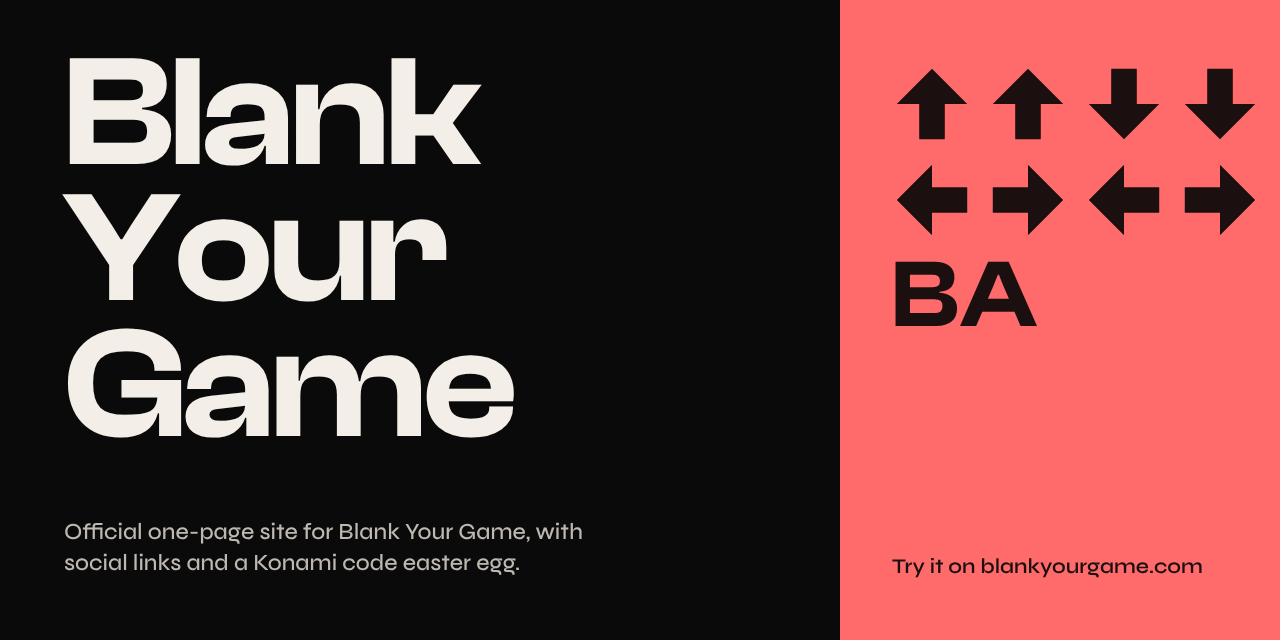 Blank
Your
Game
Official one-page site for Blank Your Game, with
social links and a Konami code easter egg.
BA
Try it on blankyourgame.com